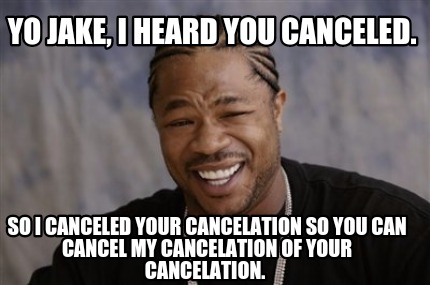 YO JAKE, I HEARD YOU CANCELED.
SO I CANCELED YOUR CANCELATION SO YOU CAN
CANCEL MY CANCELATION OF YOUR
CANCELATION.